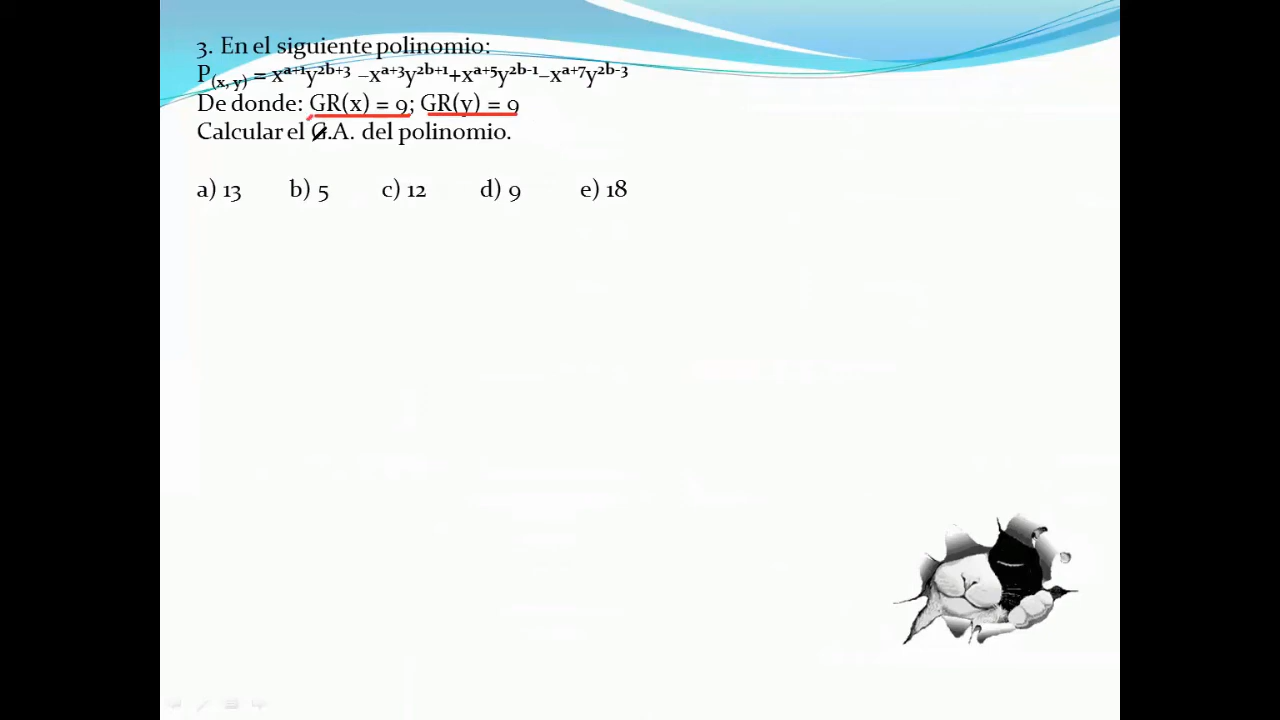 3. En el siguiente polinomio:
P(x, y) = xᵃ⁺¹y²ᵇ⁺³ –xᵃ⁺³y²ᵇ⁺¹+xᵃ⁺⁵y²ᵇ⁻¹–xᵃ⁺⁷y²ᵇ⁻³
De donde: GR(x) = 9; GR(y) = 9
Calcular el G.A. del polinomio.
a) 13 b) 5 c) 12 d) 9 e) 18